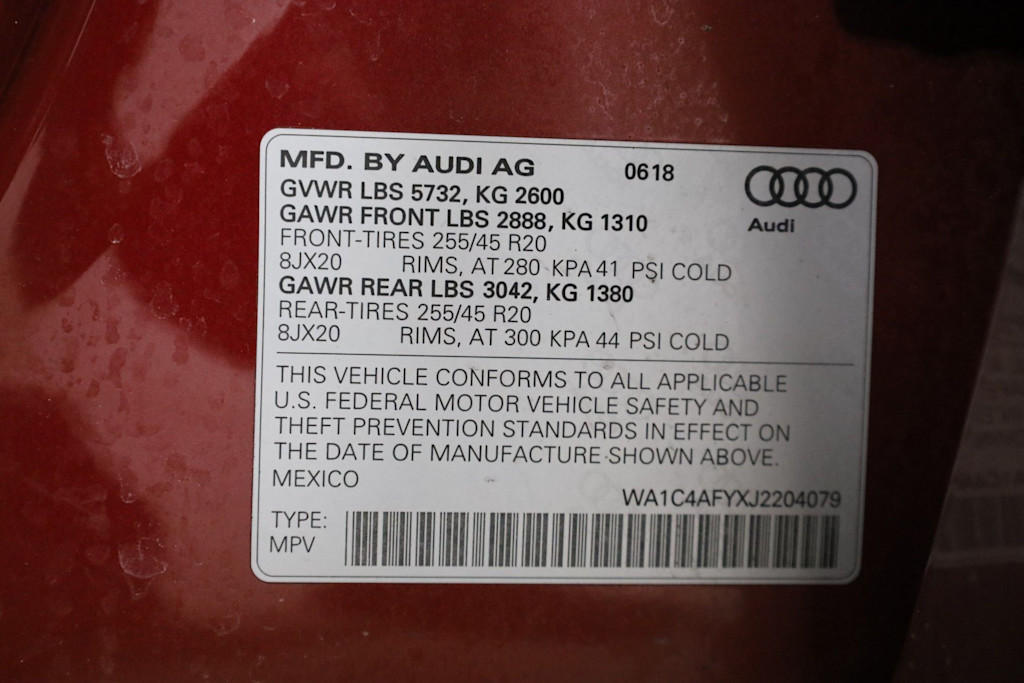 MFD. BY AUDI AG 0618
GVWR LBS 5732, KG 2600
GAWR FRONT LBS 2888, KG 1310
Audi
FRONT-TIRES 255/45 R20
8JX20 RIMS, AT 280 KPA 41 PSI COLD
GAWR REAR LBS 3042, KG 1380
REAR-TIRES 255/45 R20
8JX20 RIMS, AT 300 KPA 44 PSI COLD
THIS VEHICLE CONFORMS TO ALL APPLICABLE
U.S. FEDERAL MOTOR VEHICLE SAFETY AND
THEFT PREVENTION STANDARDS IN EFFECT ON
THE DATE OF MANUFACTURE SHOWN ABOVE.
MEXICO
WA1C4AFYXJ2204079
TYPE:
MPV